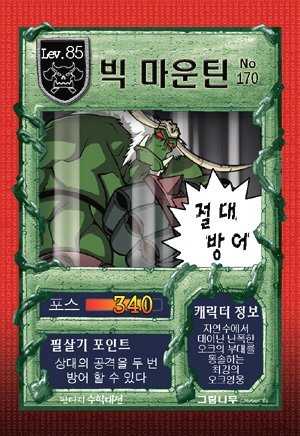 Lev.85
빅 마운틴
No
170
절대
방어
포스 340
필살기 포인트
상대의 공격을 두 번
방어 할 수 있다
캐릭터 정보
자연수에서
태어난 난폭한
오크의 부대를
통솔하는
최강의
오크영웅
판타지 수학대전
그림나무